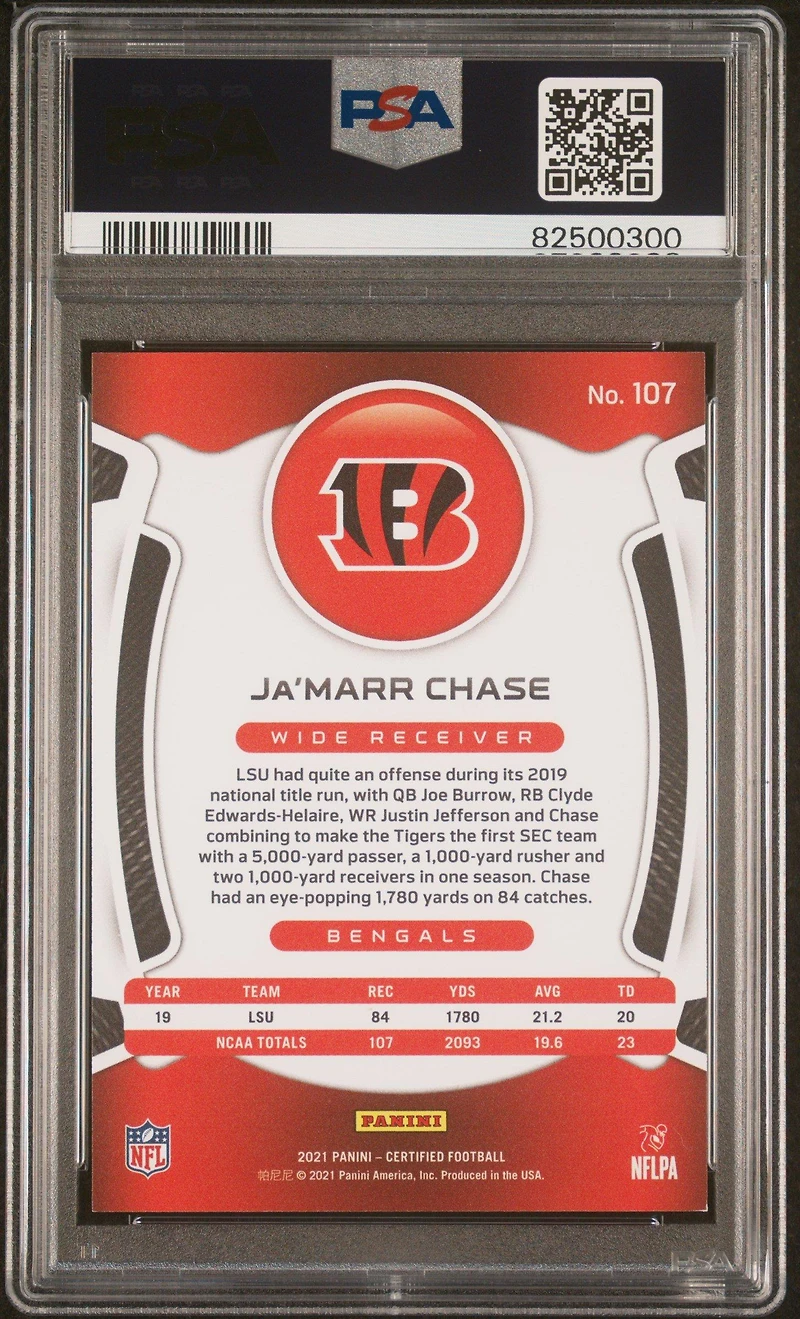 PSA
82500300
No. 107
B
JA'MARR CHASE
WIDE RECEIVER
LSU had quite an offense during its 2019
national title run, with QB Joe Burrow, RB Clyde
Edwards-Helaire, WR Justin Jefferson and Chase
combining to make the Tigers the first SEC team
with a 5,000-yard passer, a 1,000-yard rusher and
two 1,000-yard receivers in one season. Chase
had an eye-popping 1,780 yards on 84 catches.
BENGALS
YEAR TEAM REC YDS AVG TD
19 LSU 84 1780 21.2 20
NCAA TOTALS 107 2093 19.6 23
PANINI
2021 PANINI – CERTIFIED FOOTBALL
帕尼尼 © 2021 Panini America, Inc. Produced in the USA.
NFL
NFLPA
PSA